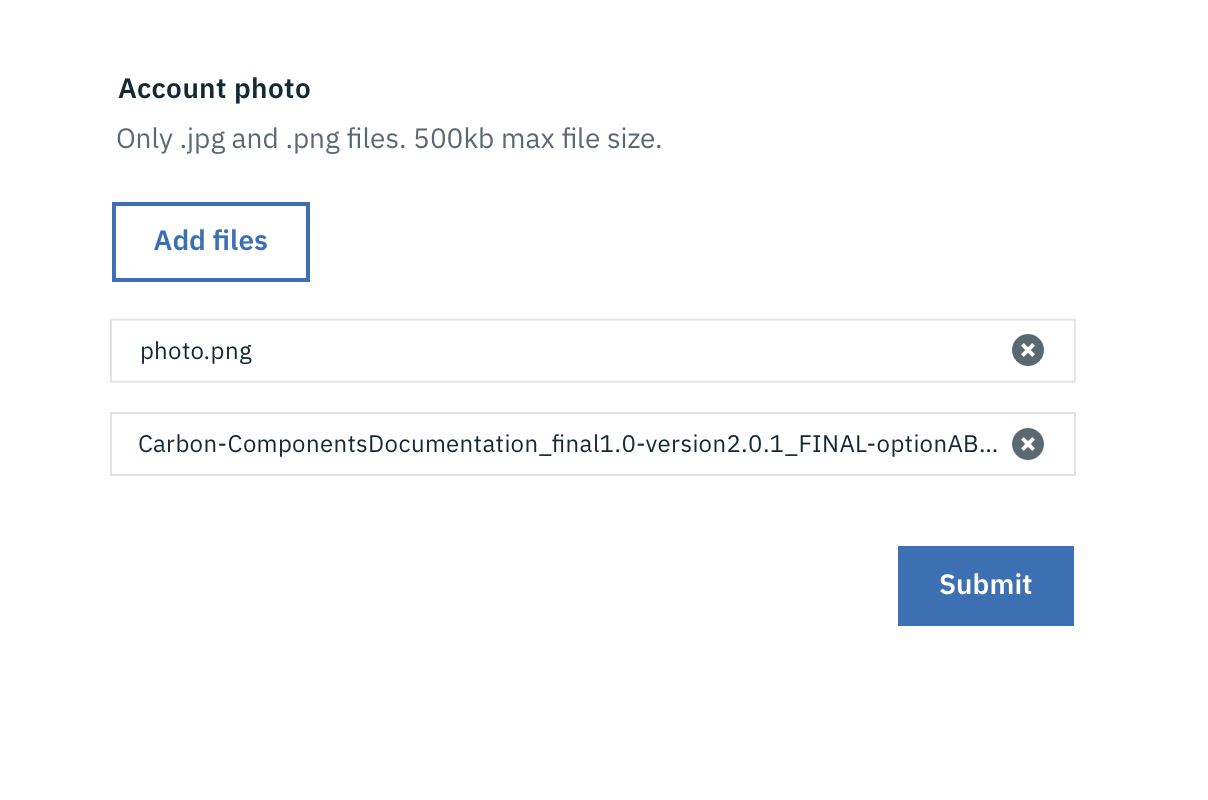 Account photo
Only .jpg and .png files. 500kb max file size.
Add files
photo.png
Carbon-ComponentsDocumentation_final1.0-version2.0.1_FINAL-optionAB...
Submit